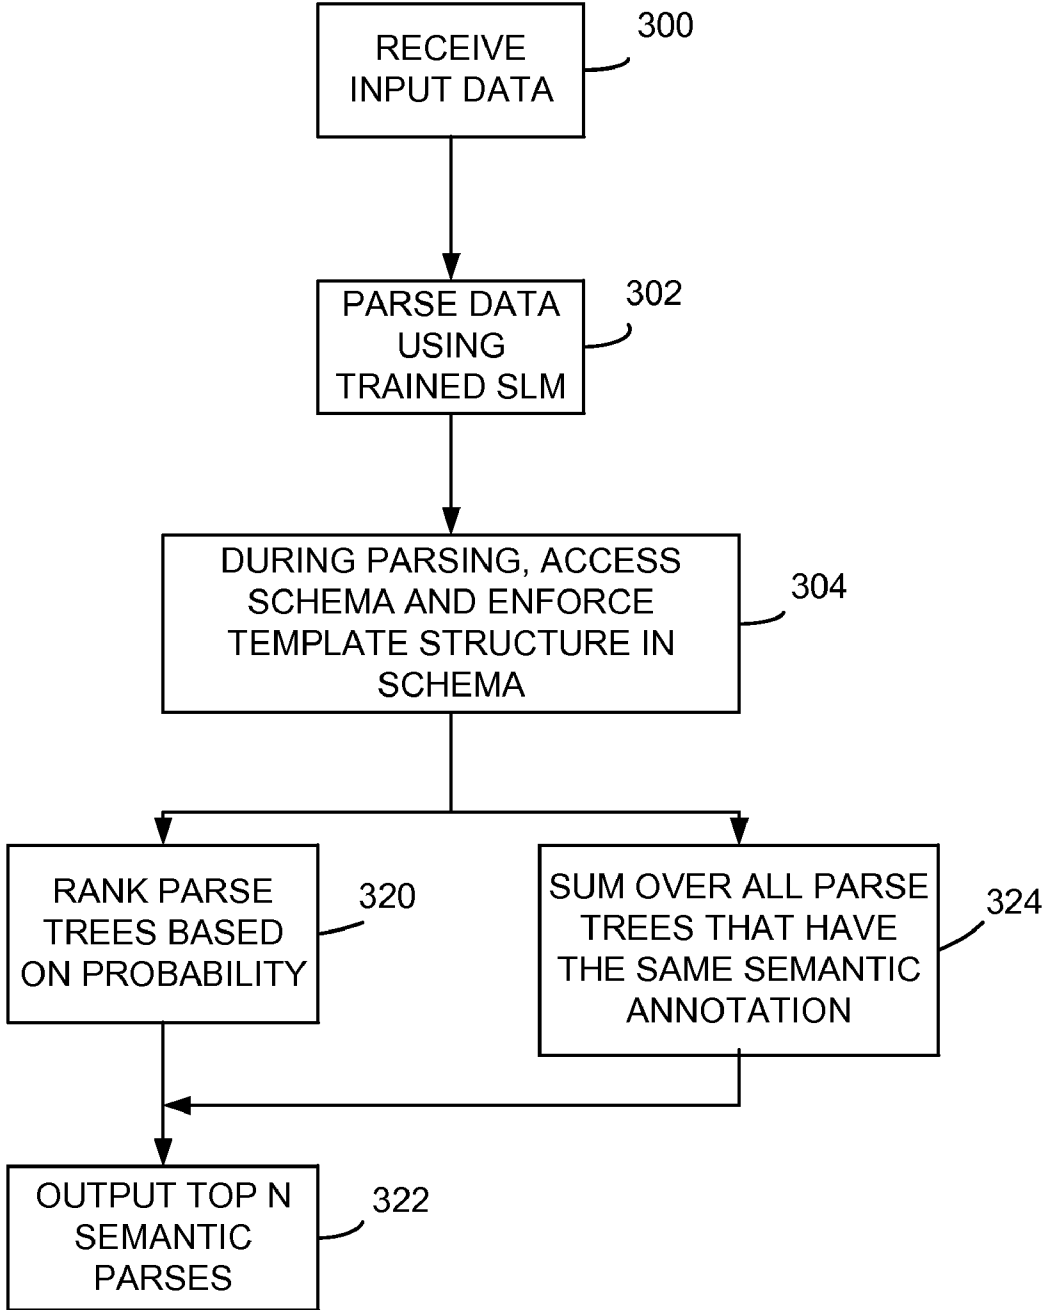 RECEIVE
INPUT DATA
300
PARSE DATA
USING
TRAINED SLM
302
DURING PARSING, ACCESS
SCHEMA AND ENFORCE
TEMPLATE STRUCTURE IN
SCHEMA
304
RANK PARSE
TREES BASED
ON PROBABILITY
320
SUM OVER ALL PARSE
TREES THAT HAVE
THE SAME SEMANTIC
ANNOTATION
324
OUTPUT TOP N
SEMANTIC
PARSES
322